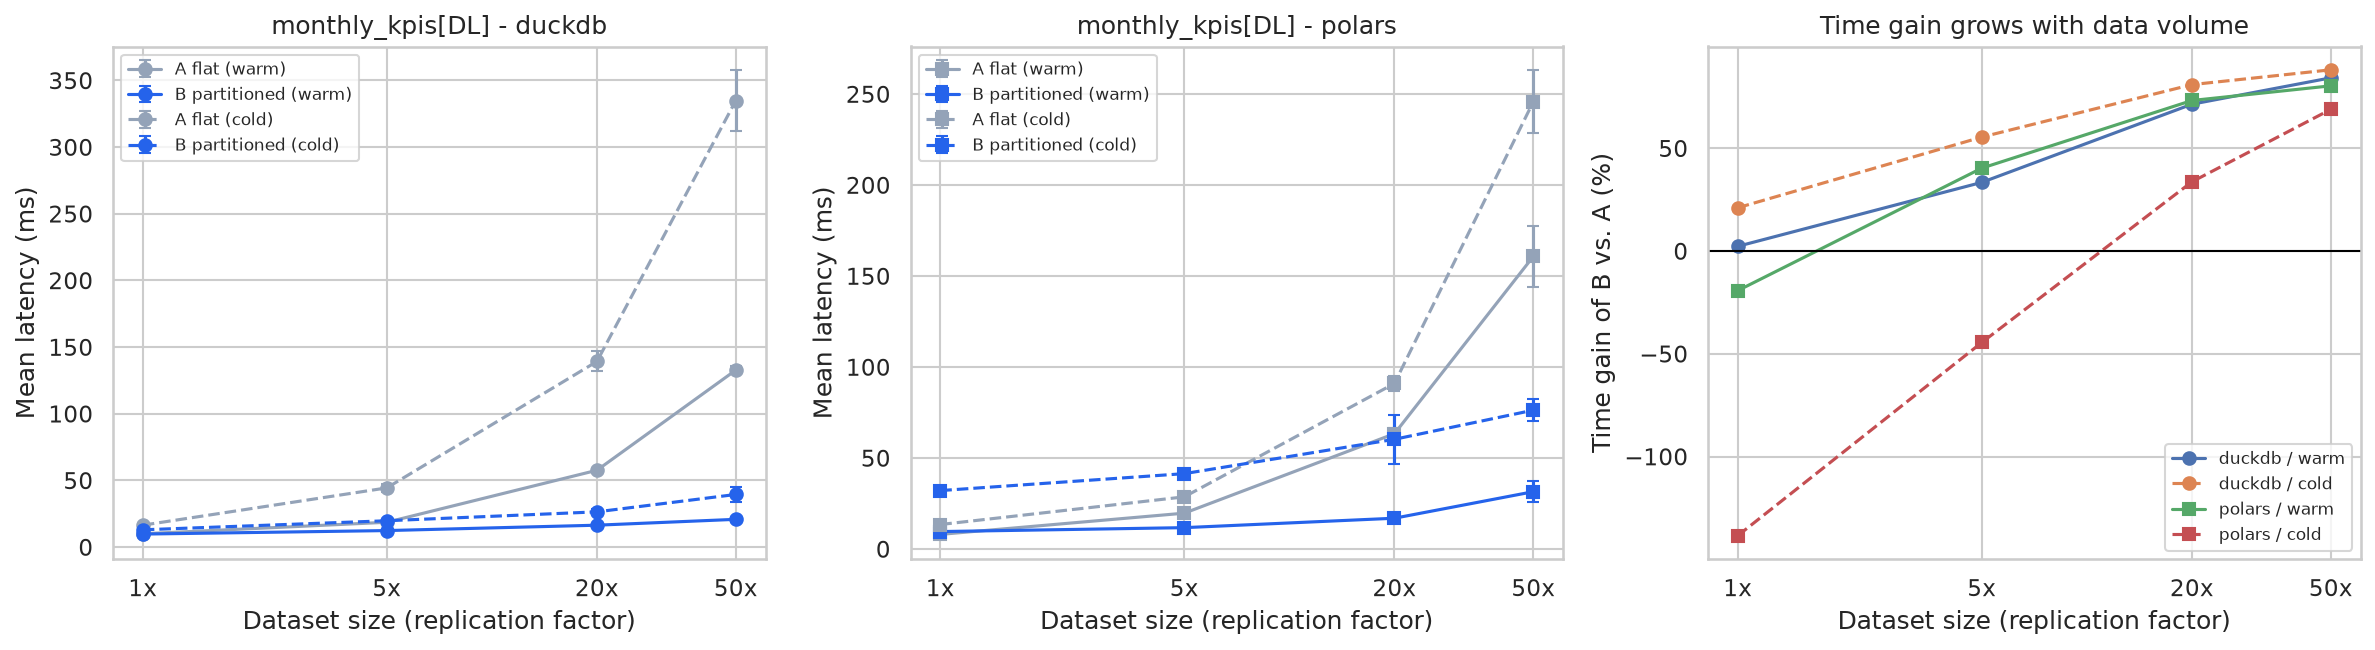 monthly_kpis[DL] - duckdb
Mean latency (ms)
350
300
250
200
150
100
50
0
A flat (warm)
B partitioned (warm)
A flat (cold)
B partitioned (cold)
1x
5x
20x
50x
Dataset size (replication factor)
monthly_kpis[DL] - polars
Mean latency (ms)
250
200
150
100
50
0
A flat (warm)
B partitioned (warm)
A flat (cold)
B partitioned (cold)
1x
5x
20x
50x
Dataset size (replication factor)
Time gain grows with data volume
Time gain of B vs. A (%)
50
0
−50
−100
duckdb / warm
duckdb / cold
polars / warm
polars / cold
1x
5x
20x
50x
Dataset size (replication factor)